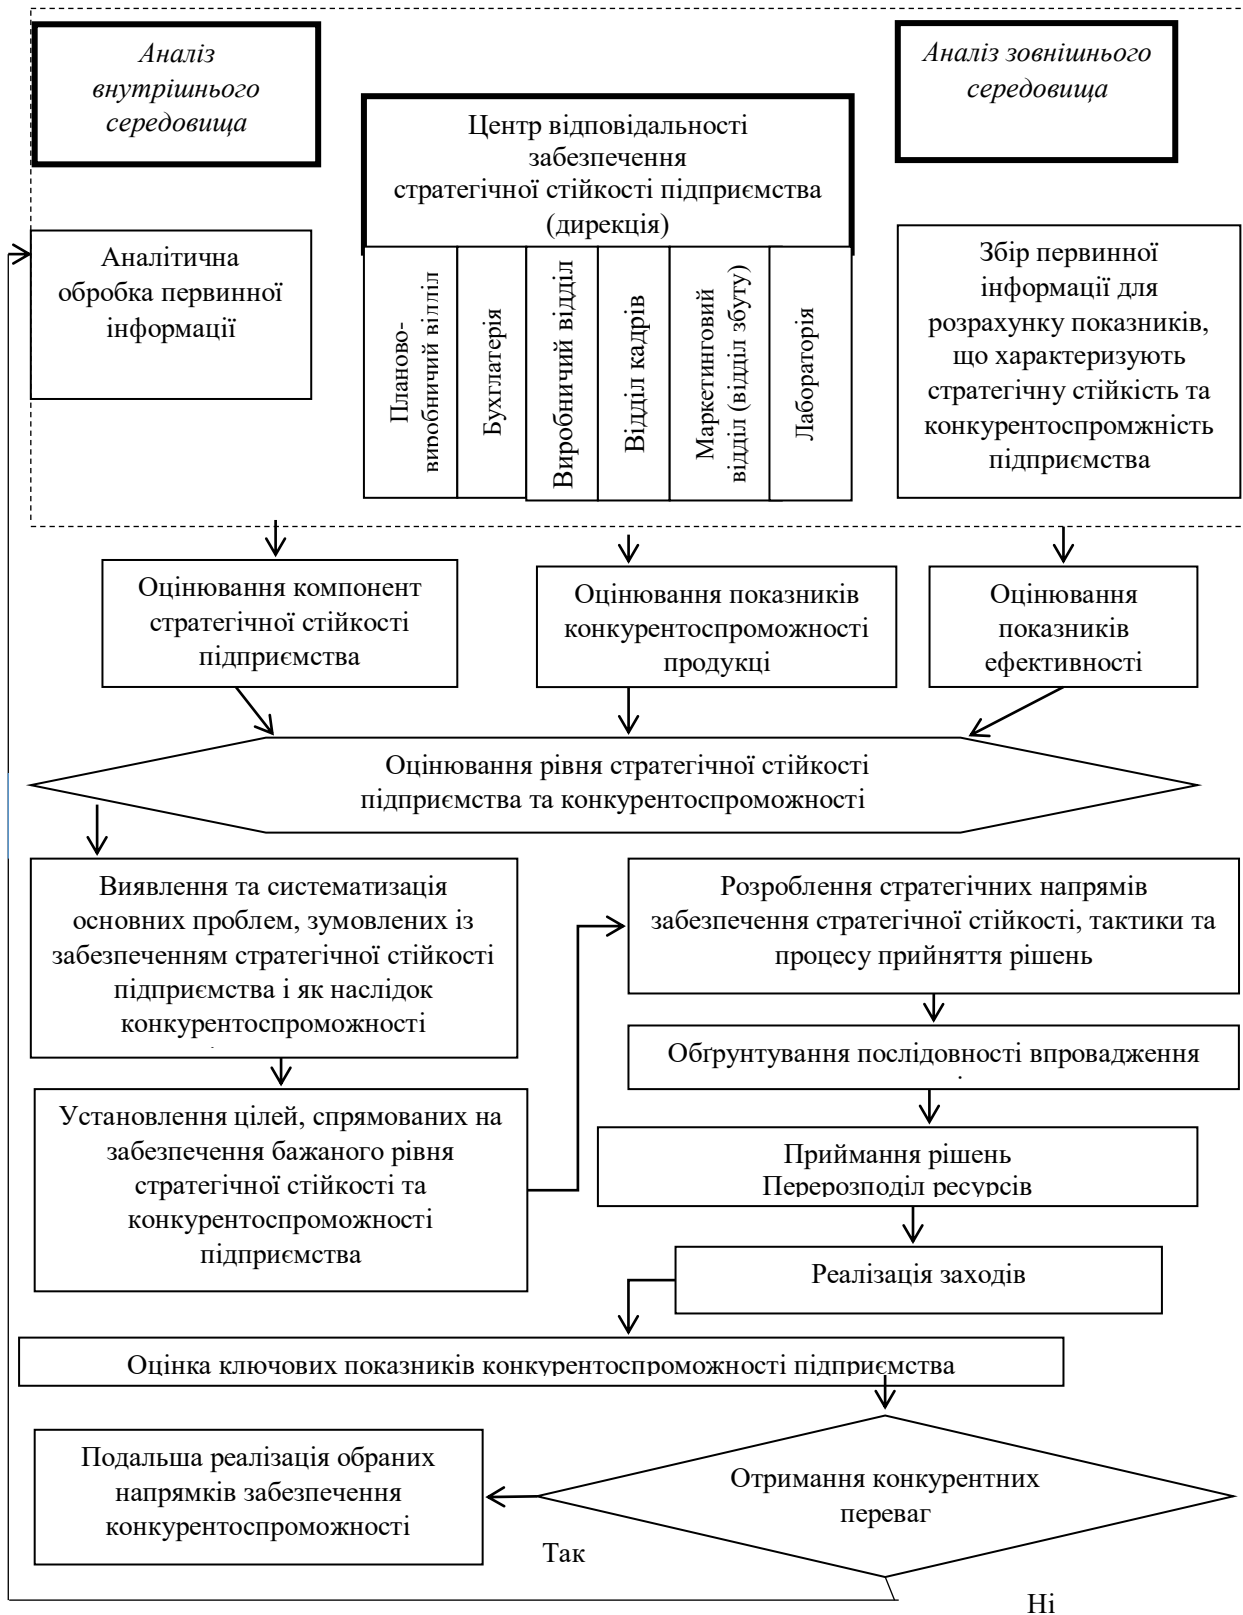 Аналіз
внутрішнього
середовища
Аналіз зовнішнього
середовища
Центр відповідальності
забезпечення
стратегічної стійкості підприємства
(дирекція)
Аналітична
обробка первинної
інформації
Планово-
виробничий вілліл
Бухглатерія
Виробничий відділ
Відділ кадрів
Маркетинговий
відділ (відділ збуту)
Лабораторія
Збір первинної
інформації для
розрахунку показників,
що характеризують
стратегічну стійкість та
конкурентоспромжність
підприємства
Оцінювання компонент
стратегічної стійкості
підприємства
Оцінювання показників
конкурентоспроможності
продукці
Оцінювання
показників
ефективності
Оцінювання рівня стратегічної стійкості
підприємства та конкурентоспроможності
Виявлення та систематизація
основних проблем, зумовлених із
забезпеченням стратегічної стійкості
підприємства і як наслідок
конкурентоспроможності
Установлення цілей, спрямованих на
забезпечення бажаного рівня
стратегічної стійкості та
конкурентоспроможності
підприємства
Розроблення стратегічних напрямів
забезпечення стратегічної стійкості, тактики та
процесу прийняття рішень
Обґрунтування послідовності впровадження
Приймання рішень
Перерозподіл ресурсів
Реалізація заходів
Оцінка ключових показників конкурентоспроможності підприємства
Подальша реалізація обраних
напрямків забезпечення
конкурентоспроможності
Отримання конкурентних
переваг
Так
Ні